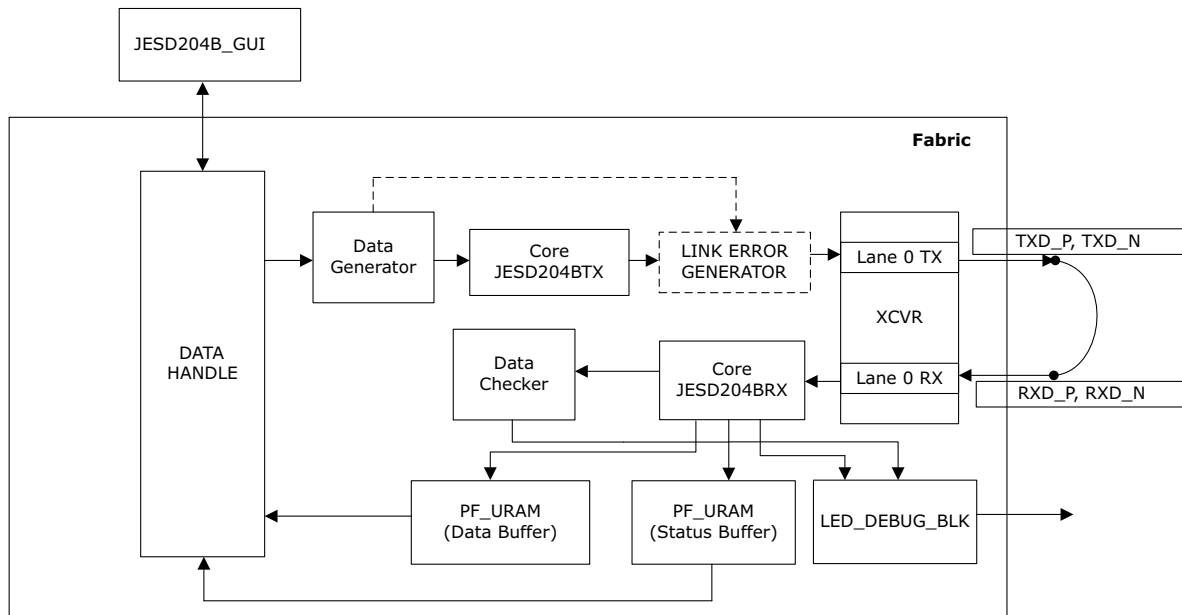 JESD204B_GUI
Fabric
DATA
HANDLE
Data
Generator
Core
JESD204BTX
LINK ERROR
GENERATOR
Lane 0 TX
XCVR
Lane 0 RX
TXD_P, TXD_N
RXD_P, RXD_N
Data
Checker
Core
JESD204BRX
PF_URAM
(Data Buffer)
PF_URAM
(Status Buffer)
LED_DEBUG_BLK